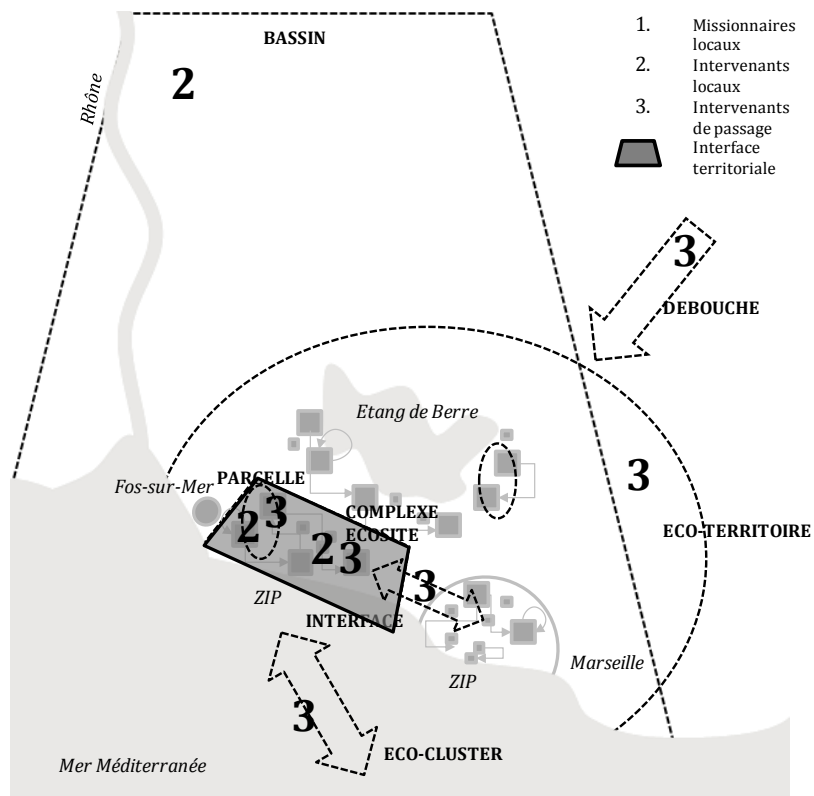 BASSIN
2
Rhône
1. Missionnaires
locaux
2. Intervenants
locaux
3. Intervenants
de passage
Interface
territoriale
3
DEBOUCHE
Etang de Berre
3
Fos-sur-Mer
PARCELLE
COMPLEXE
ECOSITE
ECO-TERRITOIRE
2
3
2
3
3
ZIP
INTERFACE
Marseille
ZIP
3
ECO-CLUSTER
Mer Méditerranée